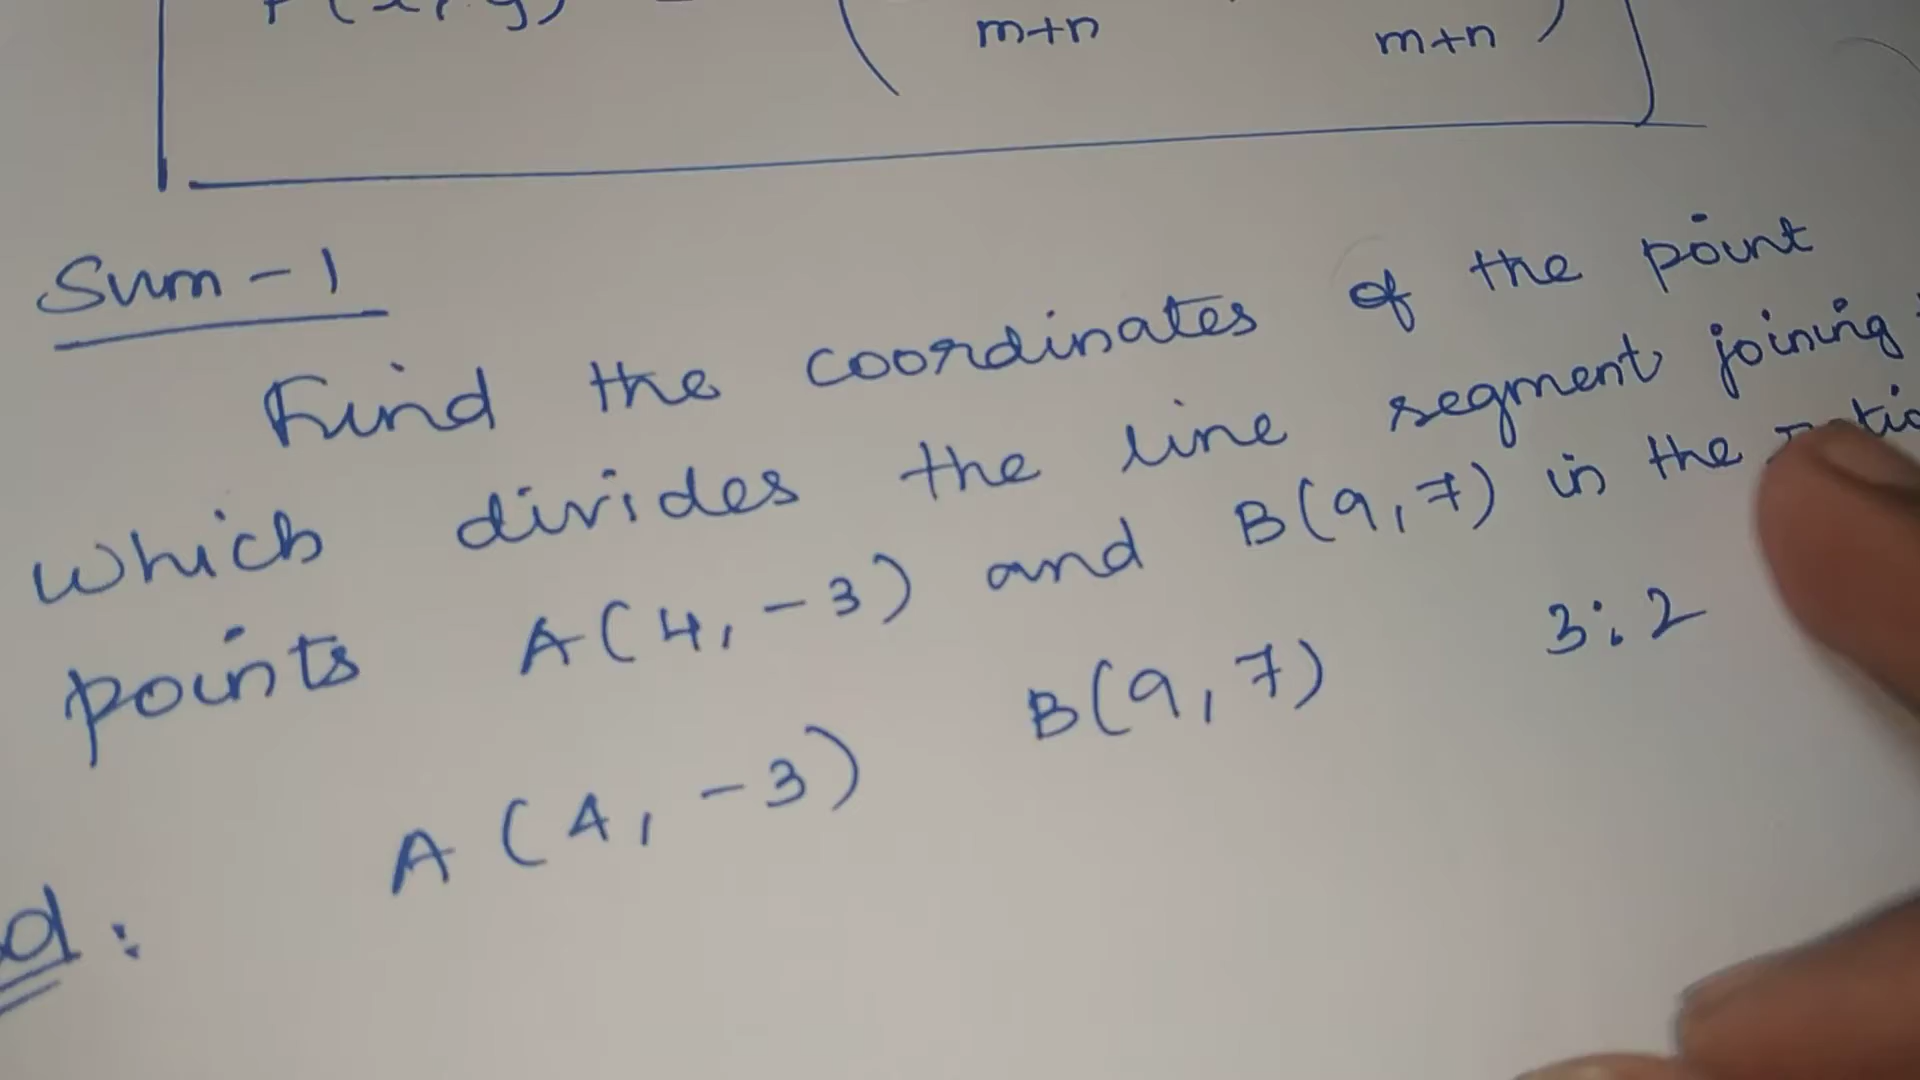 P(x, y)
m+n m+n
Sum-1
Find the coordinates of the point
which divides the line segment joining
points A(4, -3) and B(9, 7) in the ratio
3:2
A(4, -3) B(9, 7)